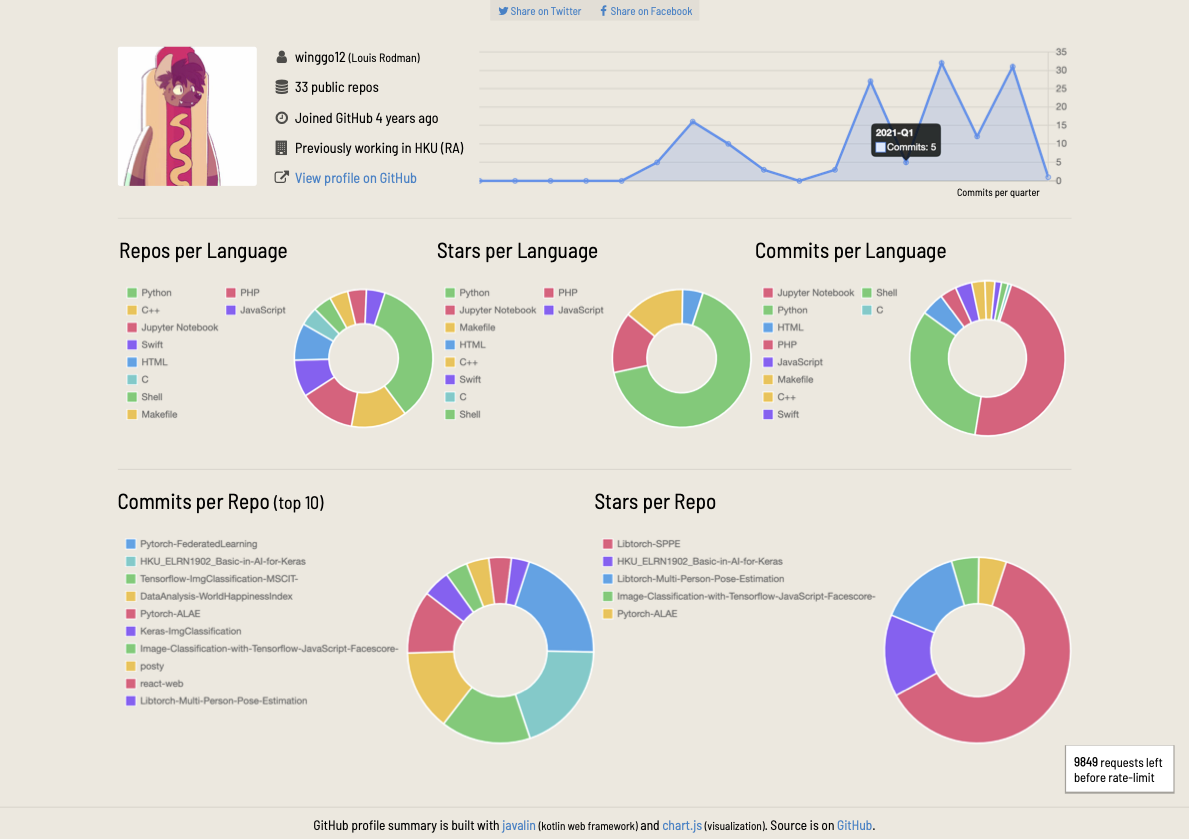 Share on Twitter Share on Facebook
winggo12 (Louis Rodman)
33 public repos
Joined GitHub 4 years ago
Previously working in HKU (RA)
View profile on GitHub
35
30
25
20
15
10
5
0
2021-Q1
Commits: 5
Commits per quarter
Repos per Language
Python
C++
Jupyter Notebook
Swift
HTML
C
Shell
Makefile
PHP
JavaScript
Stars per Language
Python
Jupyter Notebook
Makefile
HTML
C++
Swift
C
Shell
PHP
JavaScript
Commits per Language
Jupyter Notebook
Python
HTML
PHP
JavaScript
Makefile
C++
Swift
Shell
C
Commits per Repo (top 10)
Pytorch-FederatedLearning
HKU_ELRN1902_Basic-in-AI-for-Keras
Tensorflow-ImgClassification-MSCIT-
DataAnalysis-WorldHappinessIndex
Pytorch-ALAE
Keras-ImgClassification
Image-Classification-with-Tensorflow-JavaScript-Facescore-
posty
react-web
Libtorch-Multi-Person-Pose-Estimation
Stars per Repo
Libtorch-SPPE
HKU_ELRN1902_Basic-in-AI-for-Keras
Libtorch-Multi-Person-Pose-Estimation
Image-Classification-with-Tensorflow-JavaScript-Facescore-
Pytorch-ALAE
9849 requests left
before rate-limit
GitHub profile summary is built with javalin (kotlin web framework) and chart.js (visualization). Source is on GitHub.